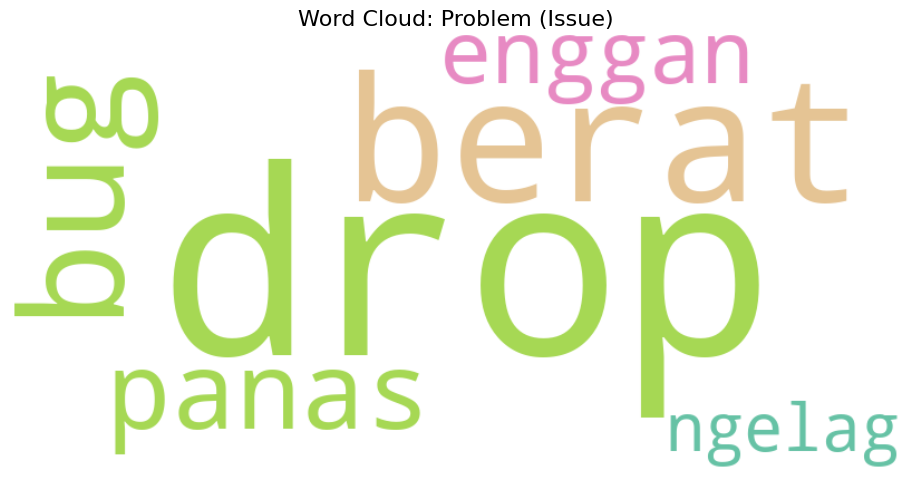 Word Cloud: Problem (Issue)
enggan
berat
bug
drop
panas
ngelag